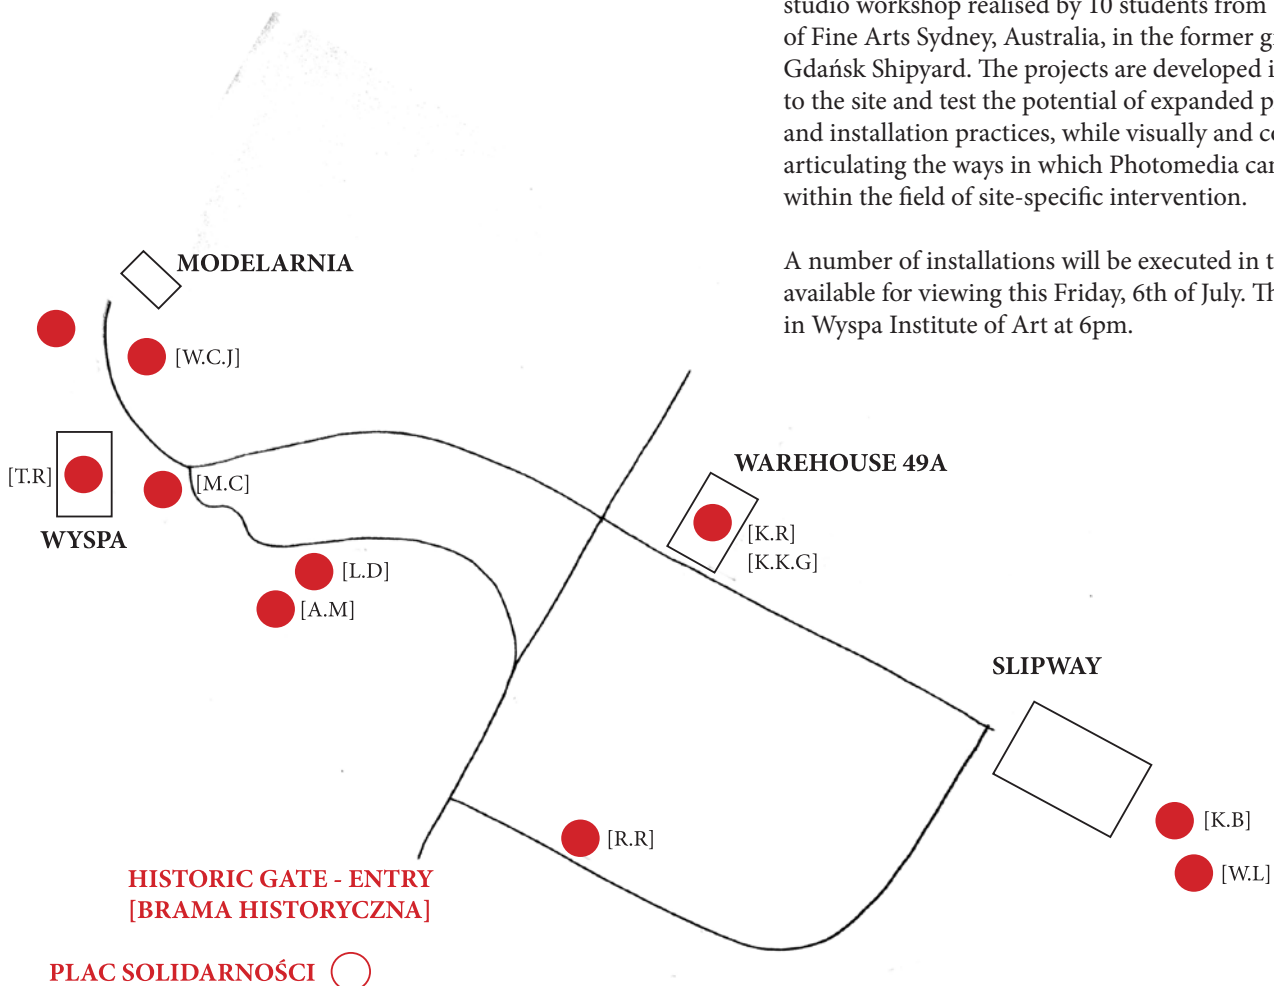 studio workshop realised by 10 students from
of Fine Arts Sydney, Australia, in the former
Gdańsk Shipyard. The projects are developed
to the site and test the potential of expanded
and installation practices, while visually and
articulating the ways in which Photomedia
within the field of site-specific intervention.
A number of installations will be executed in
available for viewing this Friday, 6th of July.
in Wyspa Institute of Art at 6pm.
MODELARNIA
[W.C.J]
[T.R]
[M.C]
WYSPA
[L.D]
[A.M]
WAREHOUSE 49A
[K.R]
[K.K.G]
SLIPWAY
[K.B]
[W.L]
[R.R]
HISTORIC GATE - ENTRY
[BRAMA HISTORYCZNA]
PLAC SOLIDARNOŚCI